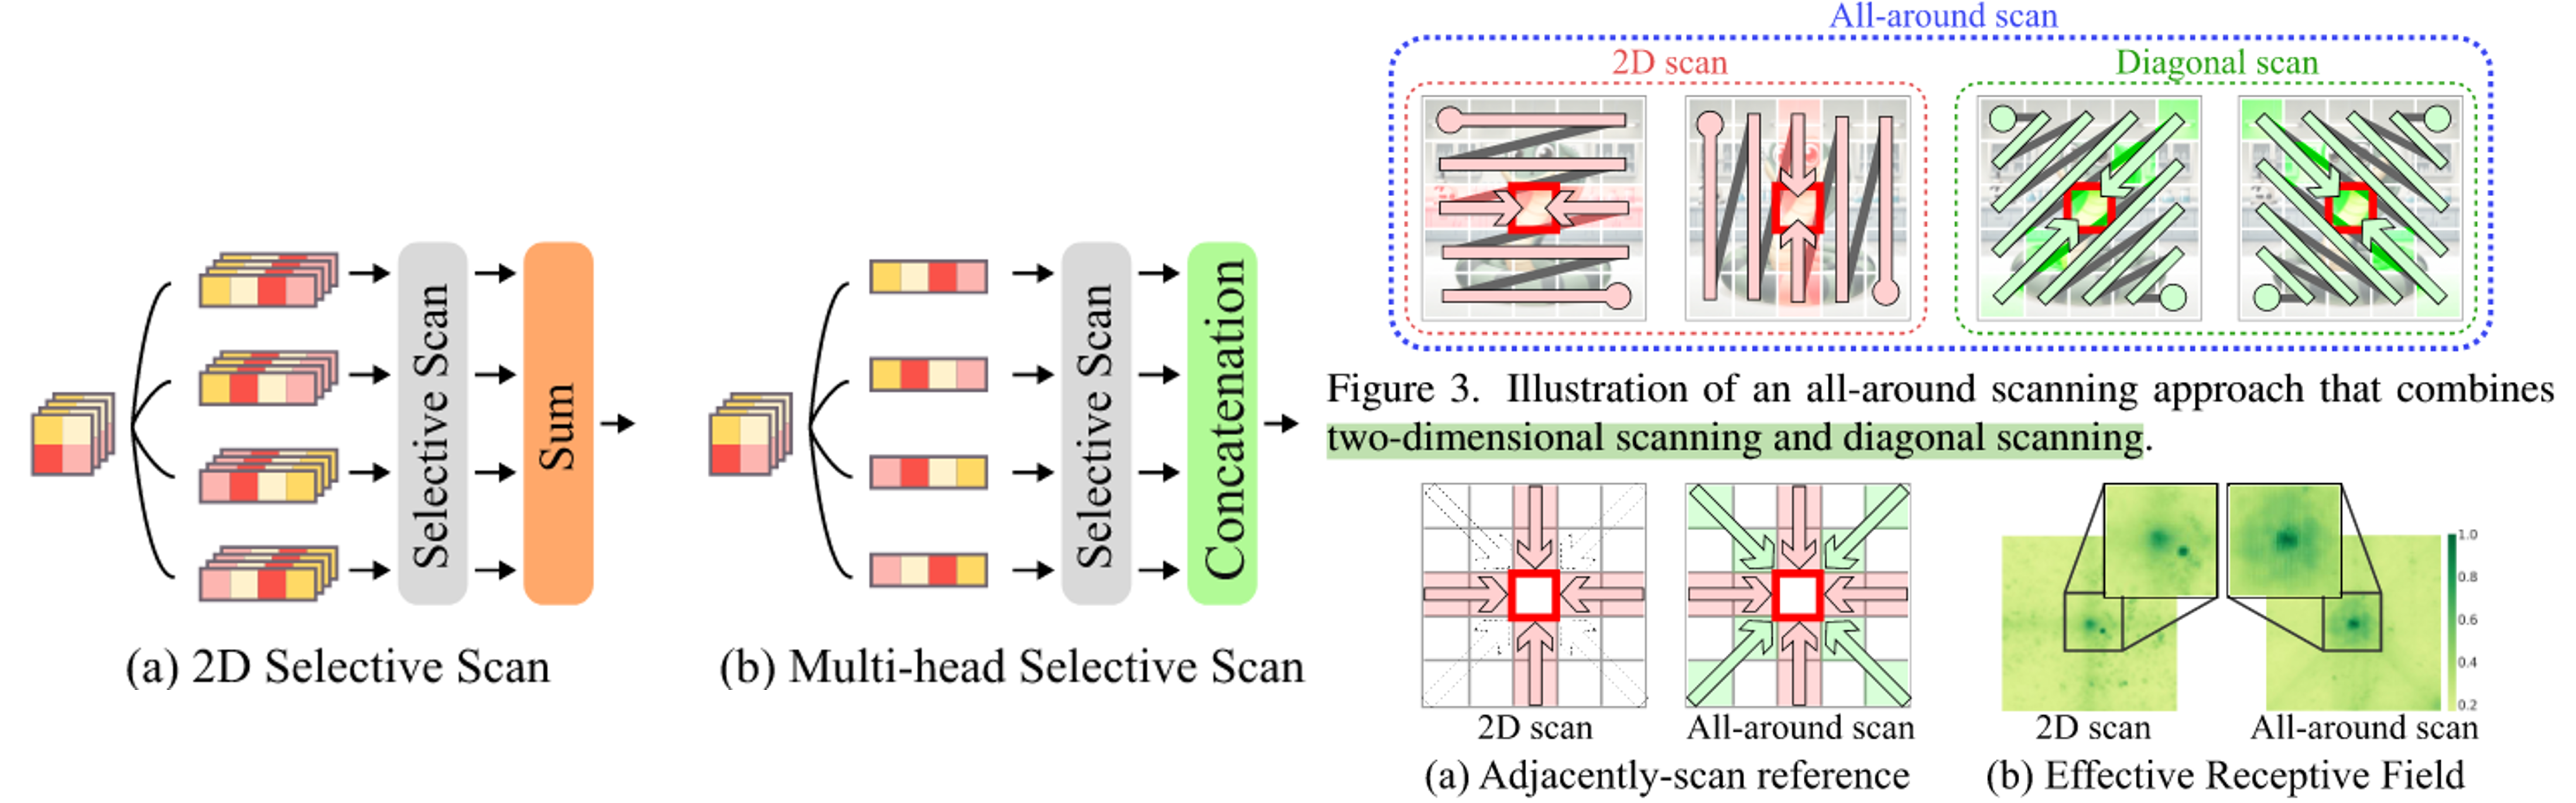 All-around scan
2D scan
Diagonal scan
Selective Scan
Sum
Selective Scan
Concatenation
(a) 2D Selective Scan
(b) Multi-head Selective Scan
Figure 3. Illustration of an all-around scanning approach that combines
two-dimensional scanning and diagonal scanning.
1.0
0.8
0.6
0.4
0.2
2D scan
All-around scan
2D scan
All-around scan
(a) Adjacently-scan reference
(b) Effective Receptive Field